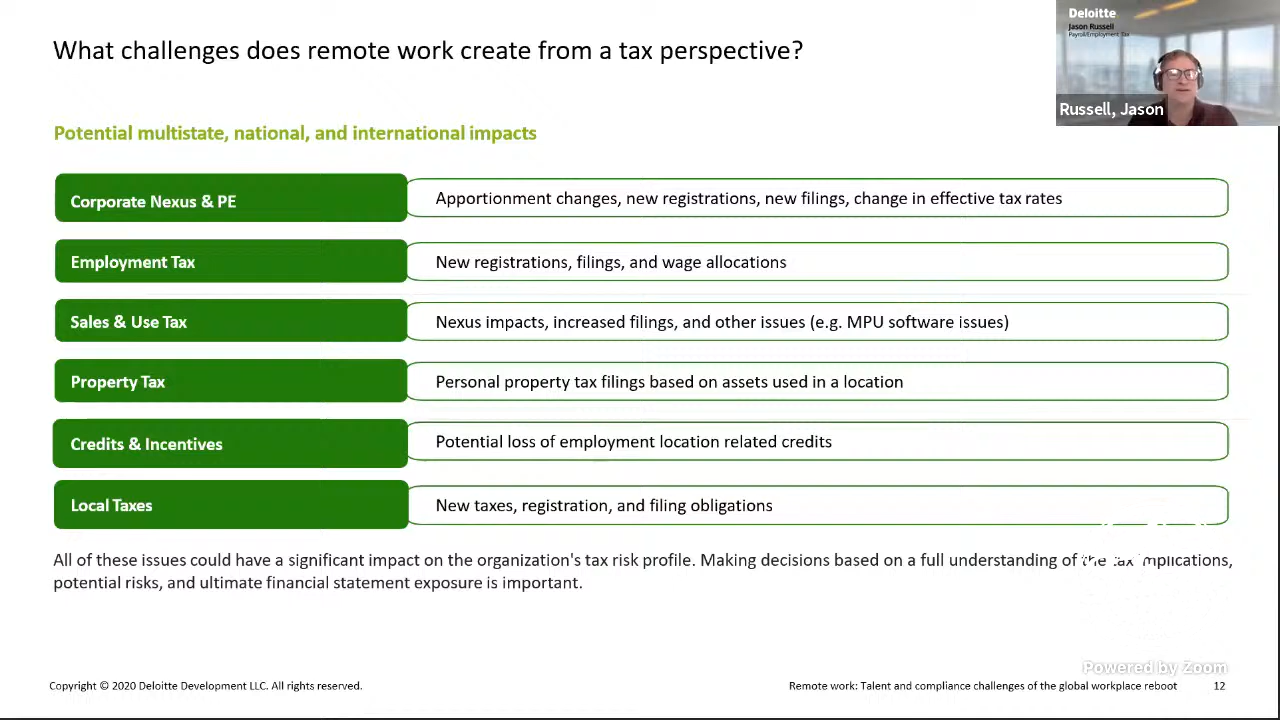 What challenges does remote work create from a tax perspective?
Deloitte
Jason Russell
Payroll/Employment Tax
Russell, Jason
Potential multistate, national, and international impacts
Corporate Nexus & PE
Apportionment changes, new registrations, new filings, change in effective tax rates
Employment Tax
New registrations, filings, and wage allocations
Sales & Use Tax
Nexus impacts, increased filings, and other issues (e.g. MPU software issues)
Property Tax
Personal property tax filings based on assets used in a location
Credits & Incentives
Potential loss of employment location related credits
Local Taxes
New taxes, registration, and filing obligations
All of these issues could have a significant impact on the organization's tax risk profile. Making decisions based on a full understanding of the tax implications,
potential risks, and ultimate financial statement exposure is important.
Powered by Zoom
Copyright © 2020 Deloitte Development LLC. All rights reserved.
Remote work: Talent and compliance challenges of the global workplace reboot
12